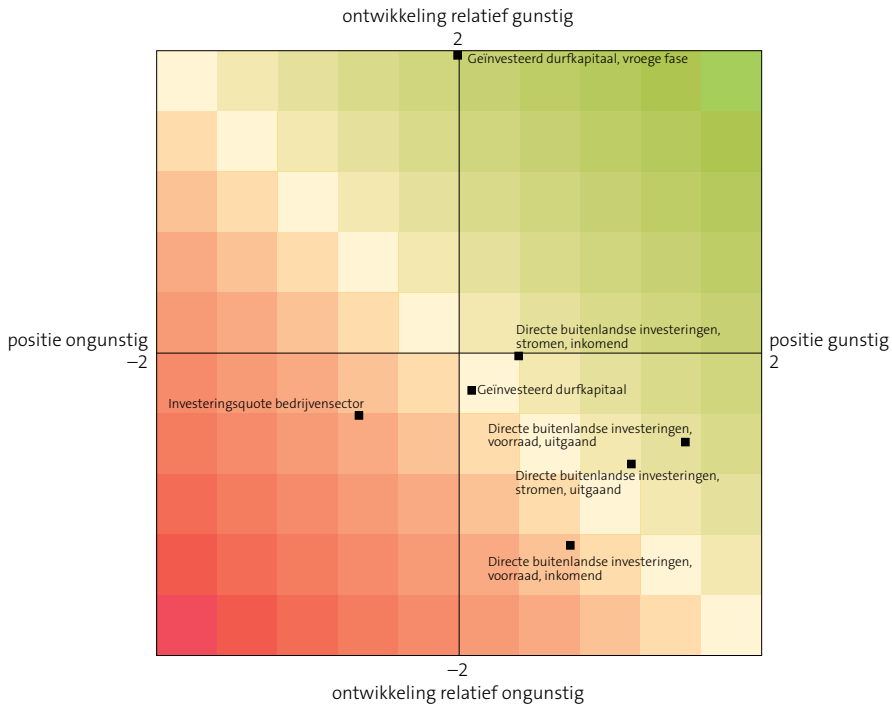 ontwikkeling relatief gunstig
2
Geïnvesteerd durfkapitaal, vroege fase
Directe buitenlandse investeringen,
stromen, inkomend
positie ongunstig
−2
positie gunstig
2
Geïnvesteerd durfkapitaal
Investeringsquote bedrijvensector
Directe buitenlandse investeringen,
voorraad, uitgaand
Directe buitenlandse investeringen,
stromen, uitgaand
Directe buitenlandse investeringen,
voorraad, inkomend
−2
ontwikkeling relatief ongunstig